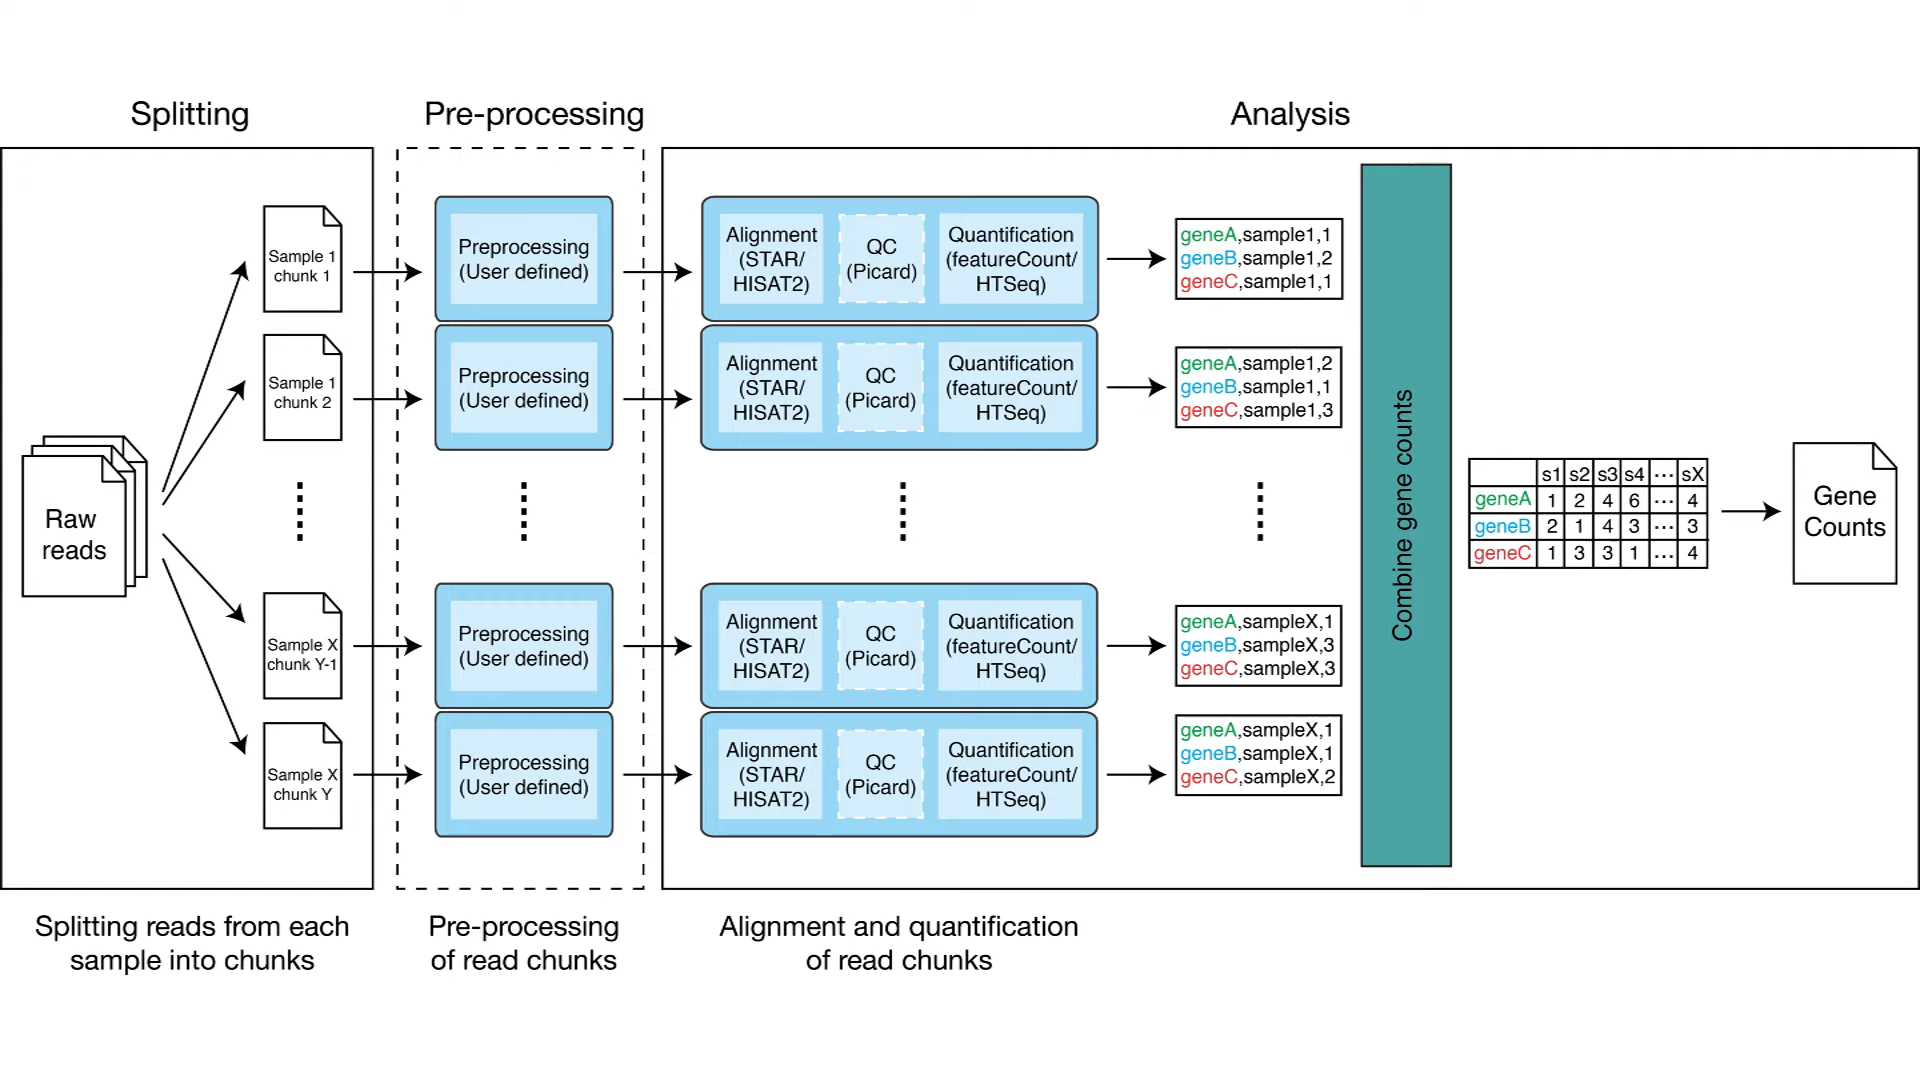 Splitting
Pre-processing
Analysis
Raw
reads
Sample 1
chunk 1
Sample 1
chunk 2
Sample X
chunk Y-1
Sample X
chunk Y
Preprocessing
(User defined)
Preprocessing
(User defined)
Preprocessing
(User defined)
Preprocessing
(User defined)
Alignment
(STAR/
HISAT2)
QC
(Picard)
Quantification
(featureCount/
HTSeq)
Alignment
(STAR/
HISAT2)
QC
(Picard)
Quantification
(featureCount/
HTSeq)
Alignment
(STAR/
HISAT2)
QC
(Picard)
Quantification
(featureCount/
HTSeq)
Alignment
(STAR/
HISAT2)
QC
(Picard)
Quantification
(featureCount/
HTSeq)
geneA,sample1,1
geneB,sample1,2
geneC,sample1,1
geneA,sample1,2
geneB,sample1,1
geneC,sample1,3
geneA,sampleX,1
geneB,sampleX,3
geneC,sampleX,3
geneA,sampleX,1
geneB,sampleX,1
geneC,sampleX,2
Combine gene counts
s1 s2 s3 s4 ... sX
geneA 1 2 4 6 ... 4
geneB 2 1 4 3 ... 3
geneC 1 3 3 1 ... 4
Gene
Counts
Splitting reads from each
sample into chunks
Pre-processing
of read chunks
Alignment and quantification
of read chunks